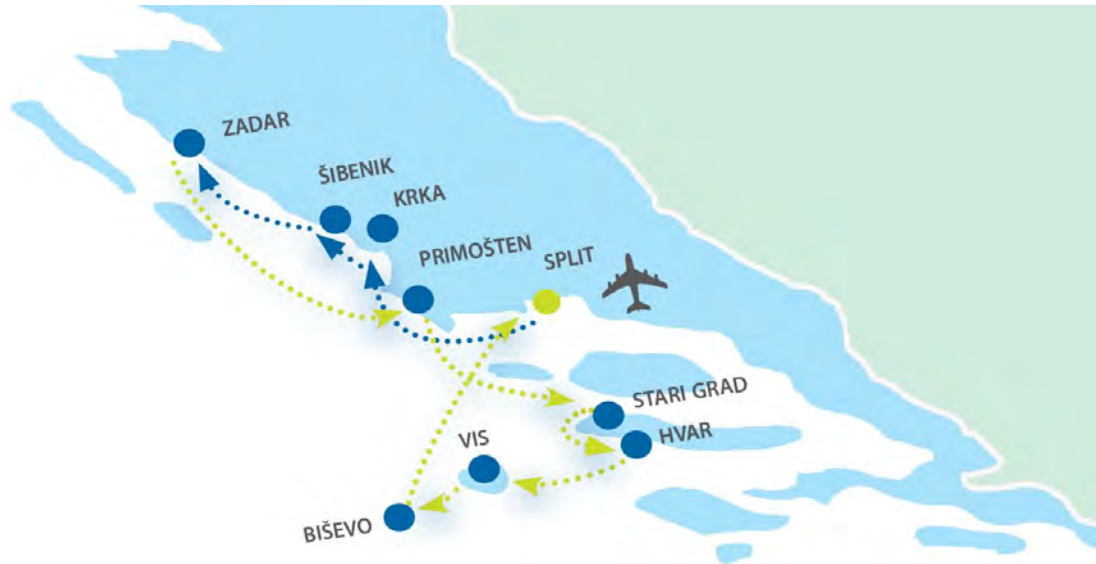 ZADAR
ŠIBENIK
KRKA
PRIMOŠTEN
SPLIT
STARI GRAD
HVAR
VIS
BIŠEVO